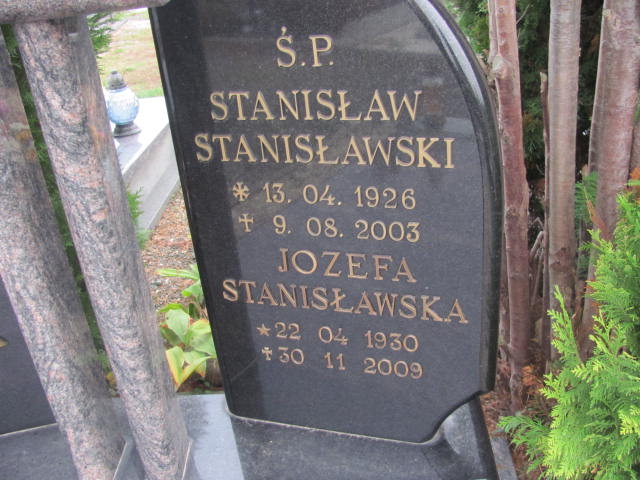 Ś.P.
STANISŁAW
STANISŁAWSKI
* 13. 04. 1926
✝ 9. 08. 2003
JOZEFA
STANISŁAWSKA
★ 22 04 1930
✝ 30 11 2009